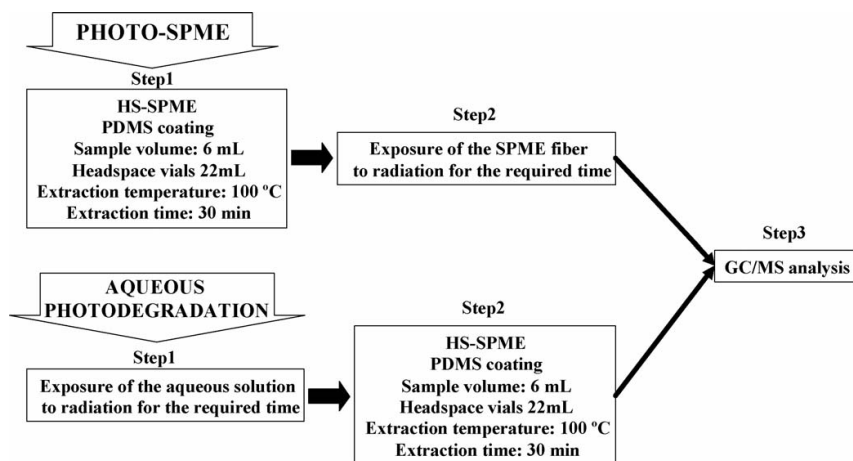 PHOTO-SPME
Step1
HS-SPME
PDMS coating
Sample volume: 6 mL
Headspace vials 22mL
Extraction temperature: 100 ºC
Extraction time: 30 min
Step2
Exposure of the SPME fiber
to radiation for the required time
Step3
GC/MS analysis
AQUEOUS
PHOTODEGRADATION
Step1
Exposure of the aqueous solution
to radiation for the required time
Step2
HS-SPME
PDMS coating
Sample volume: 6 mL
Headspace vials 22mL
Extraction temperature: 100 ºC
Extraction time: 30 min